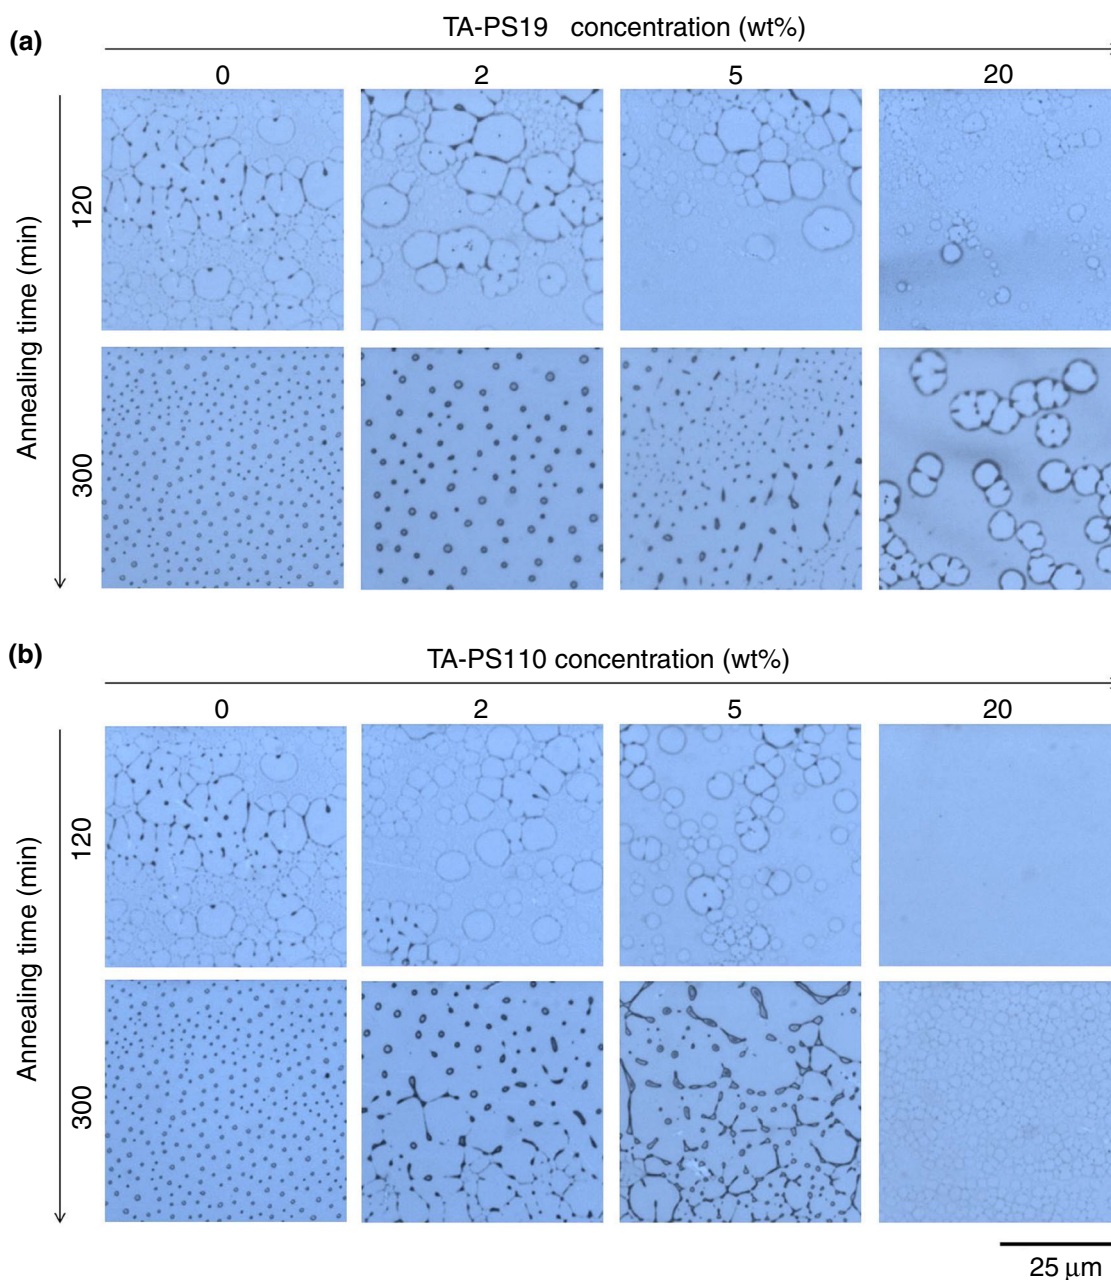 (a)
TA-PS19 concentration (wt%)
0 2 5 20
Annealing time (min)
120
300
(b)
TA-PS110 concentration (wt%)
0 2 5 20
Annealing time (min)
120
300
25 μm